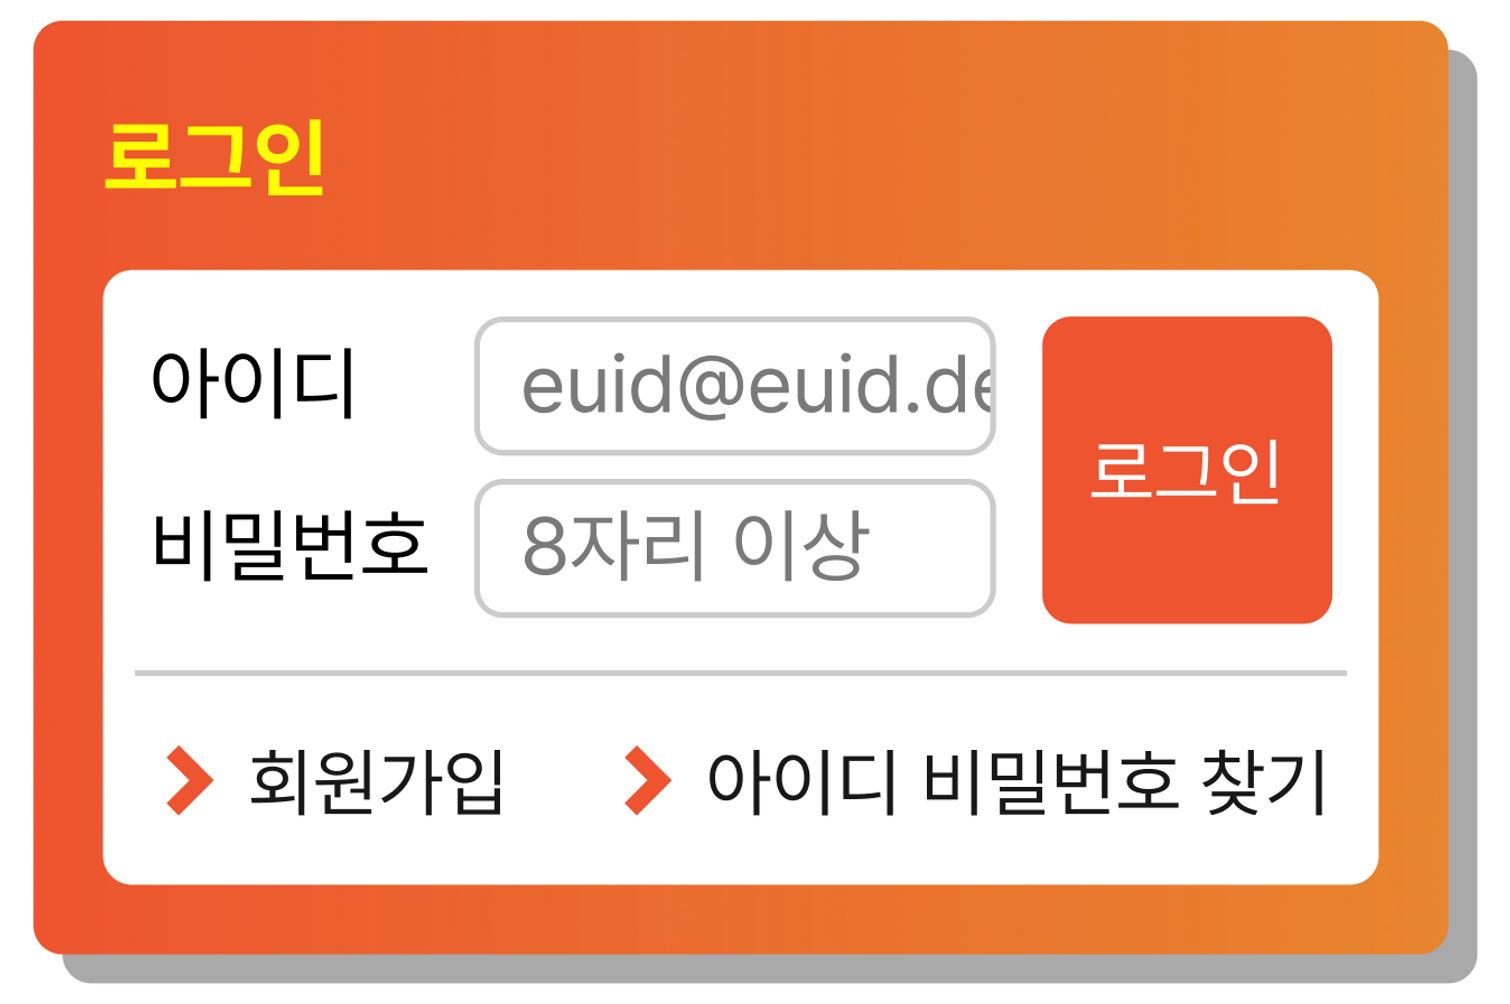 로그인
아이디
euid@euid.de
로그인
비밀번호
8자리 이상
회원가입
아이디 비밀번호 찾기